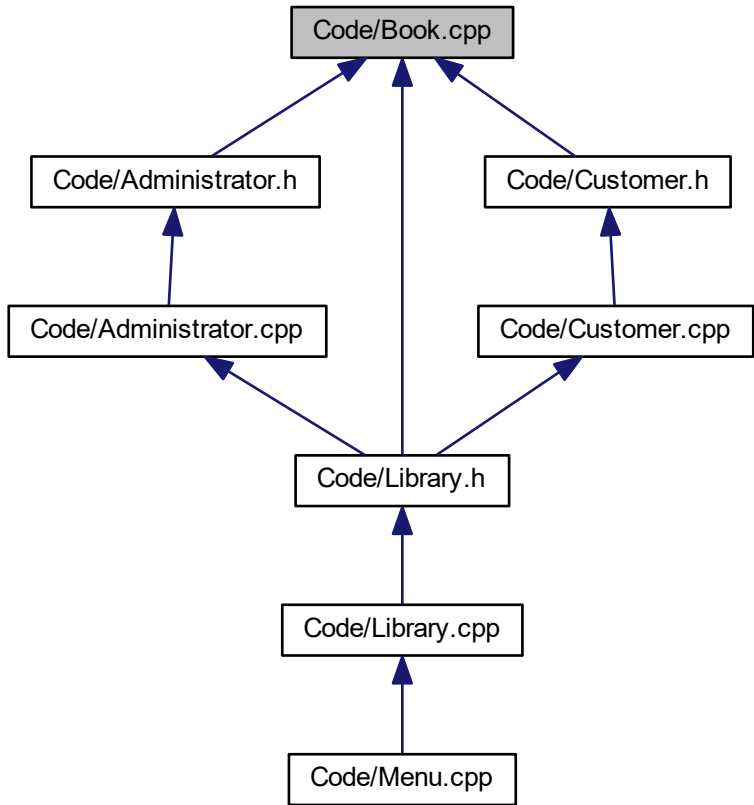 Code/Book.cpp
Code/Administrator.h
Code/Customer.h
Code/Administrator.cpp
Code/Customer.cpp
Code/Library.h
Code/Library.cpp
Code/Menu.cpp